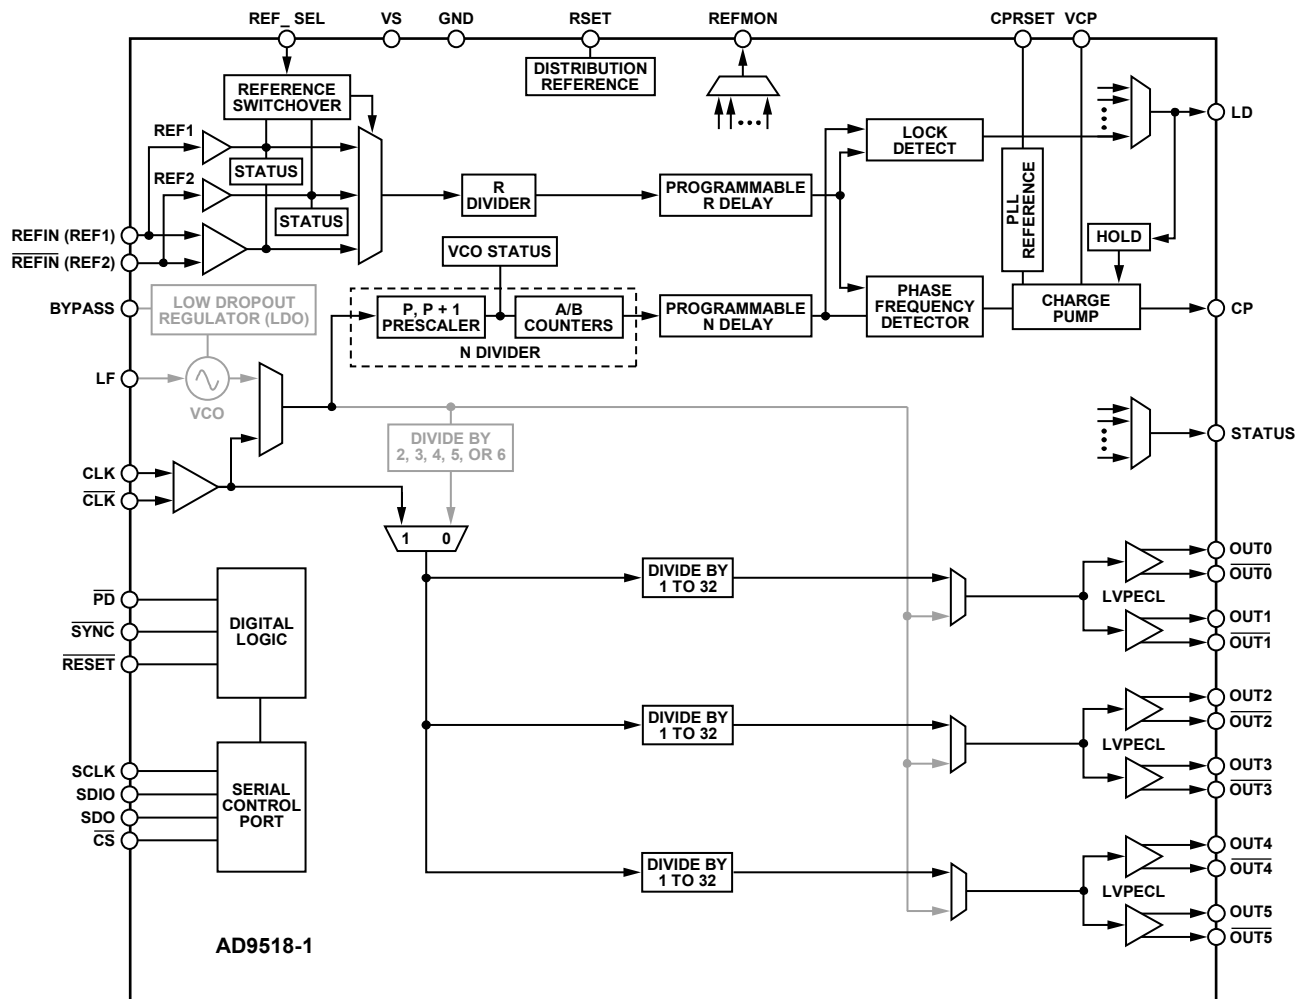 REF_ SEL
VS
GND
RSET
REFMON
CPRSET
VCP
DISTRIBUTION
REFERENCE
REFERENCE
SWITCHOVER
REF1
STATUS
REF2
STATUS
R
DIVIDER
PROGRAMMABLE
R DELAY
LOCK
DETECT
PLL
REFERENCE
LD
HOLD
REFIN (REF1)
REFIN (REF2)
VCO STATUS
BYPASS
LOW DROPOUT
REGULATOR (LDO)
P, P + 1
PRESCALER
A/B
COUNTERS
N DIVIDER
PROGRAMMABLE
N DELAY
PHASE
FREQUENCY
DETECTOR
CHARGE
PUMP
CP
LF
VCO
DIVIDE BY
2, 3, 4, 5, OR 6
STATUS
CLK
CLK
1
0
DIVIDE BY
1 TO 32
LVPECL
OUT0
OUT0
OUT1
OUT1
PD
SYNC
RESET
DIGITAL
LOGIC
DIVIDE BY
1 TO 32
LVPECL
OUT2
OUT2
OUT3
OUT3
SCLK
SDIO
SDO
CS
SERIAL
CONTROL
PORT
DIVIDE BY
1 TO 32
LVPECL
OUT4
OUT4
OUT5
OUT5
AD9518-1